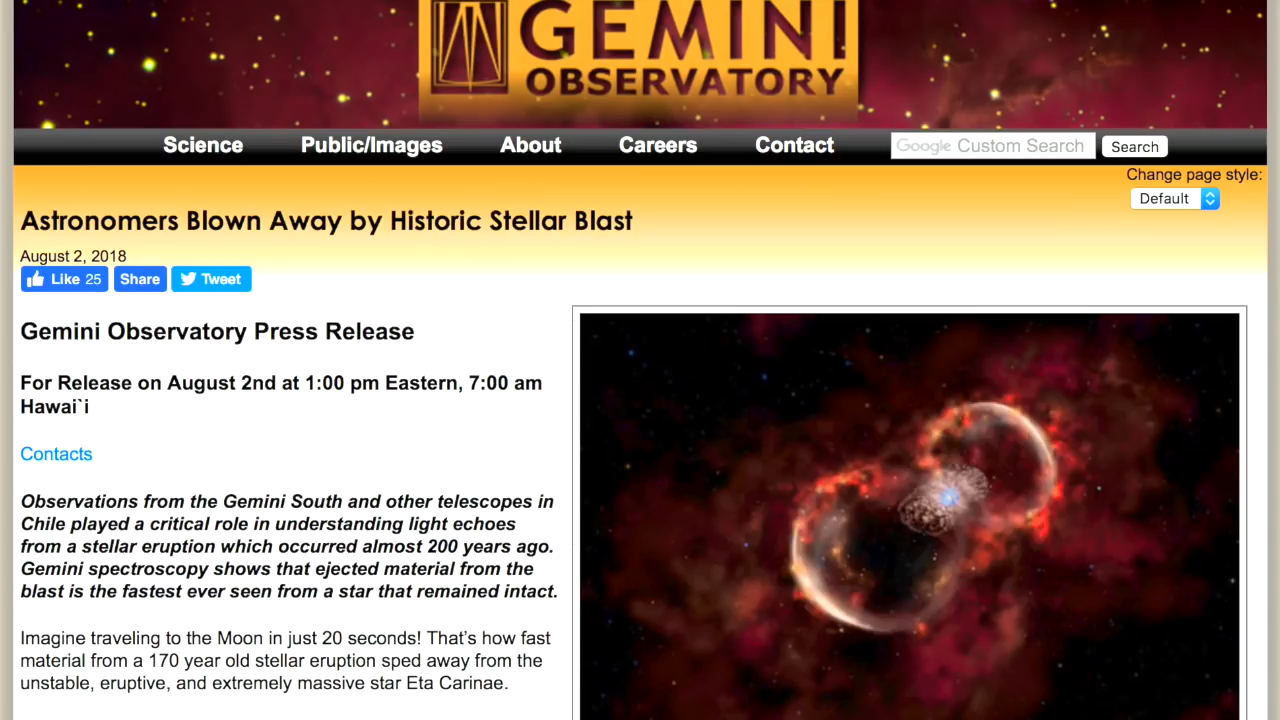 GEMINI
OBSERVATORY
Science Public/Images About Careers Contact Google Custom Search Search
Change page style:
Default
Astronomers Blown Away by Historic Stellar Blast
August 2, 2018
Like 25 Share Tweet
Gemini Observatory Press Release
For Release on August 2nd at 1:00 pm Eastern, 7:00 am
Hawai`i
Contacts
Observations from the Gemini South and other telescopes in
Chile played a critical role in understanding light echoes
from a stellar eruption which occurred almost 200 years ago.
Gemini spectroscopy shows that ejected material from the
blast is the fastest ever seen from a star that remained intact.
Imagine traveling to the Moon in just 20 seconds! That’s how fast
material from a 170 year old stellar eruption sped away from the
unstable, eruptive, and extremely massive star Eta Carinae.